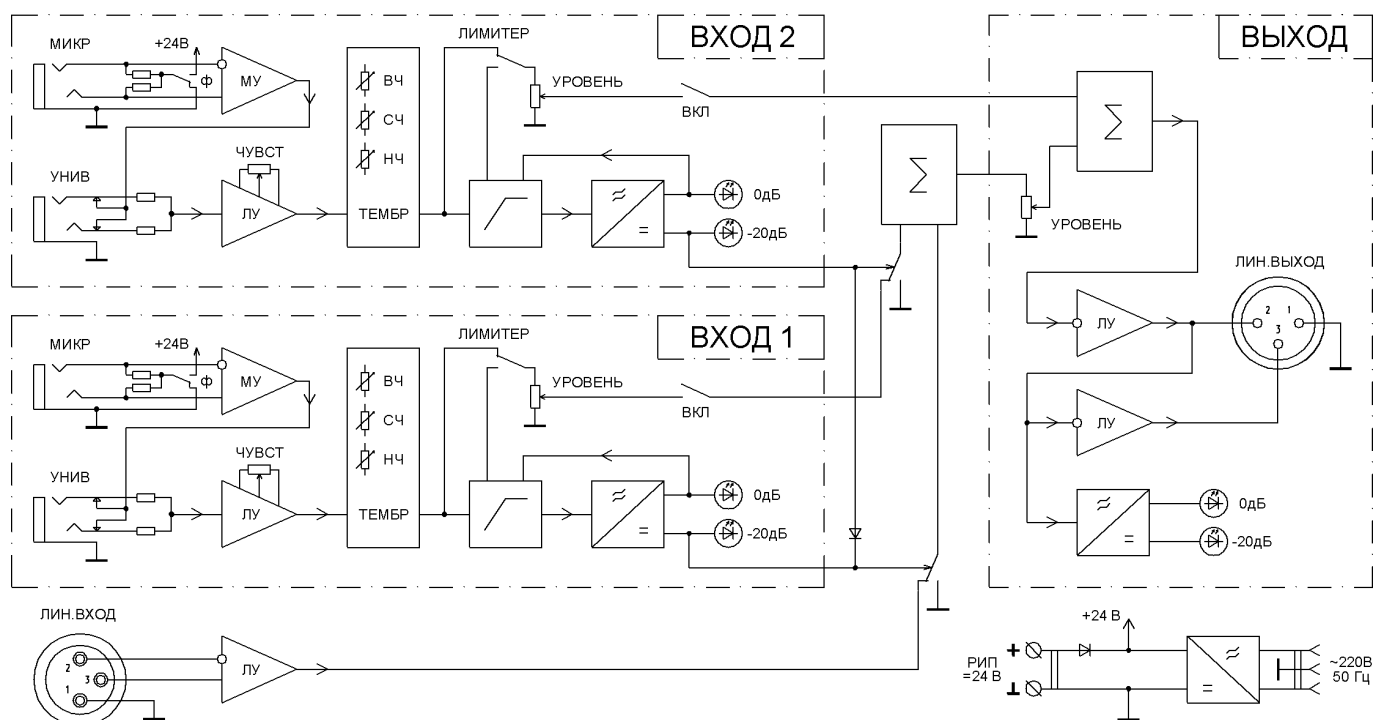 ВХОД 2
МИКР
+24В
Ф
МУ
ЛИМИТЕР
ВЧ
СЧ
НЧ
УРОВЕНЬ
ВКЛ
УНИВ
ЧУВСТ
ЛУ
ТЕМБР
≈
=
0дБ
-20дБ
ВХОД 1
МИКР
+24В
Ф
МУ
ЛИМИТЕР
ВЧ
СЧ
НЧ
УРОВЕНЬ
ВКЛ
УНИВ
ЧУВСТ
ЛУ
ТЕМБР
≈
=
0дБ
-20дБ
ЛИН.ВХОД
2
3
1
ЛУ
Σ
ВЫХОД
Σ
УРОВЕНЬ
ЛИН.ВЫХОД
ЛУ
2 1
3
ЛУ
≈
=
0дБ
-20дБ
+24 В
РИП
=24 В
+
≈
=
~220В
50 Гц